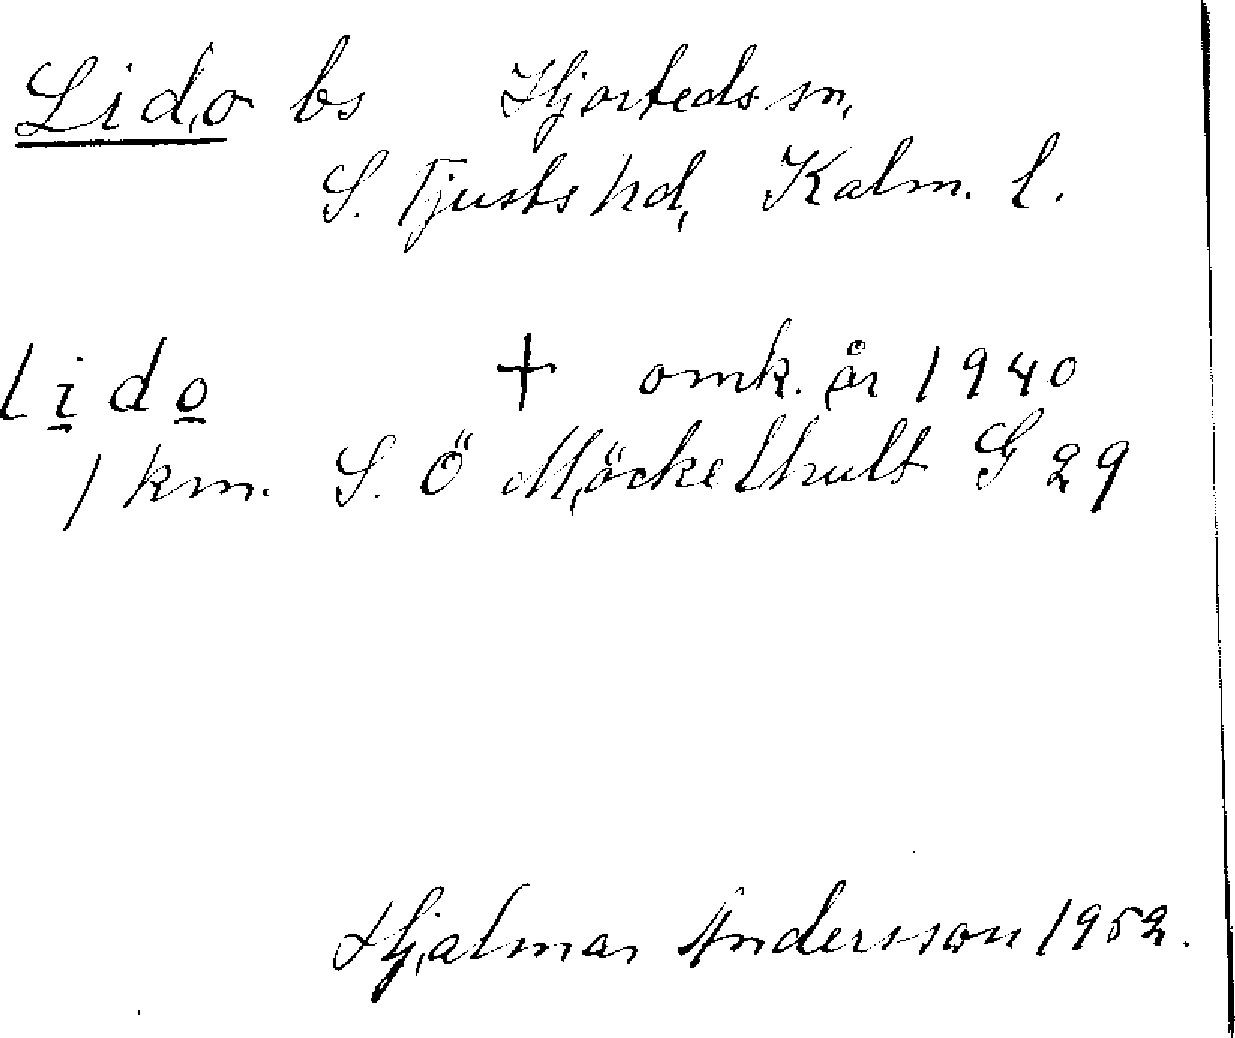 Lido bs Hjorteds sn,
S. Tjusts hd, Kalm. l.
Lido + omk. år 1940
1 km. S. Ö Möckelhult G 29
Hjalmar Andersson 1952.